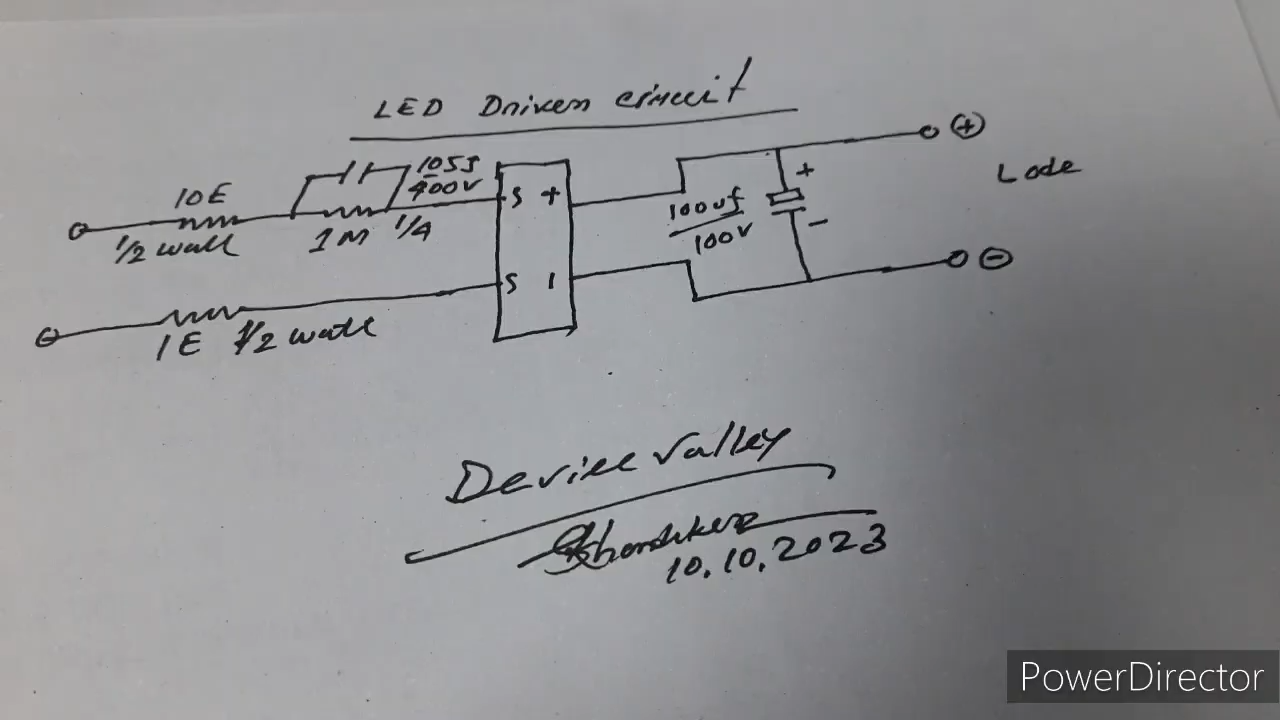 LED Driven circuit
10E
1/2 watt
105J
400V
1M 1/4
S +
S 1
100uf
100v
+
-
+
Lode
-
1E 1/2 watt
Device valley
10.10.2023
PowerDirector